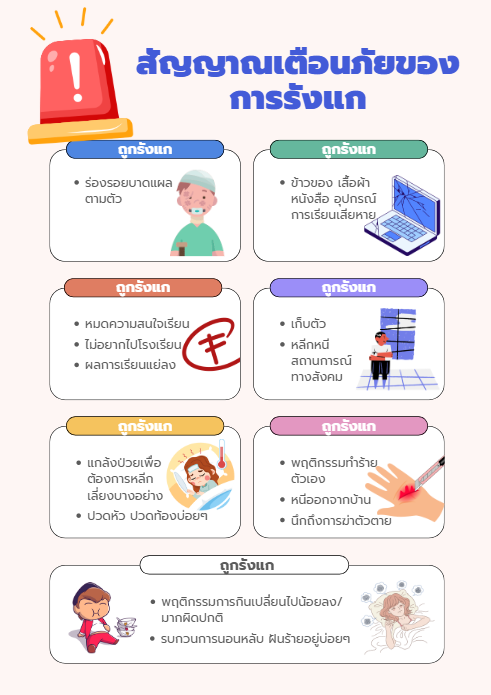 สัญญาณเตือนภัยของ
การรังแก
ถูกรังแก
ร่องรอยบาดแผล
ตามตัว
ถูกรังแก
ข้าวของ เสื้อผ้า
หนังสือ อุปกรณ์
การเรียนเสียหาย
ถูกรังแก
หมดความสนใจเรียน
ไม่อยากไปโรงเรียน
ผลการเรียนแย่ลง
F
ถูกรังแก
เก็บตัว
หลีกหนี
สถานการณ์
ทางสังคม
ถูกรังแก
แกล้งป่วยเพื่อ
ต้องการหลีก
เลี่ยงบางอย่าง
ปวดหัว ปวดท้องบ่อยๆ
ถูกรังแก
พฤติกรรมทำร้าย
ตัวเอง
หนีออกจากบ้าน
นึกถึงการฆ่าตัวตาย
ถูกรังแก
พฤติกรรมการกินเปลี่ยนไปน้อยลง/
มากผิดปกติ
รบกวนการนอนหลับ ฝันร้ายอยู่บ่อยๆ